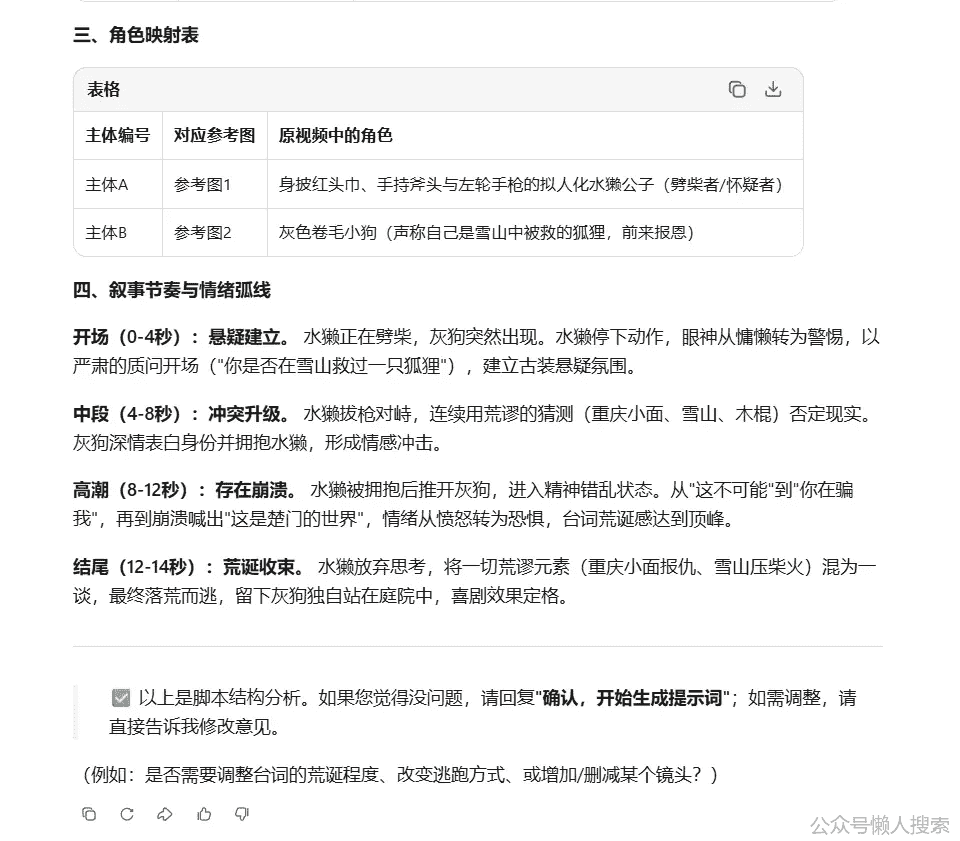 三、角色映射表
表格
主体编号 对应参考图 原视频中的角色
主体A 参考图1 身披红头巾、手持斧头与左轮手枪的拟人化水獭公子（劈柴者/怀疑者）
主体B 参考图2 灰色卷毛小狗（声称自己是雪山中被救的狐狸，前来报恩）
四、叙事节奏与情绪弧线
开场（0-4秒）：悬疑建立。 水獭正在劈柴，灰狗突然出现。水獭停下动作，眼神从慵懒转为警惕，以
严肃的质问开场（"你是否在雪山救过一只狐狸"），建立古装悬疑氛围。
中段（4-8秒）：冲突升级。 水獭拔枪对峙，连续用荒谬的猜测（重庆小面、雪山、木棍）否定现实。
灰狗深情表白身份并拥抱水獭，形成情感冲击。
高潮（8-12秒）：存在崩溃。 水獭被拥抱后推开灰狗，进入精神错乱状态。从"这不可能"到"你在骗
我"，再到崩溃喊出"这是楚门的世界"，情绪从愤怒转为恐惧，台词荒诞感达到顶峰。
结尾（12-14秒）：荒诞收束。 水獭放弃思考，将一切荒谬元素（重庆小面报仇、雪山压柴火）混为一
谈，最终落荒而逃，留下灰狗独自站在庭院中，喜剧效果定格。
以上是脚本结构分析。如果您觉得没问题，请回复"确认，开始生成提示词"；如需调整，请
直接告诉我修改意见。
（例如：是否需要调整台词的荒诞程度、改变逃跑方式、或增加/删减某个镜头？）
公众号懒人搜索